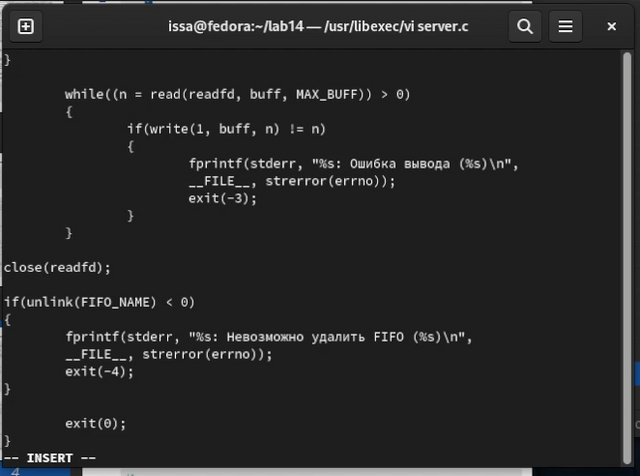 issa@fedora:~/lab14 — /usr/libexec/vi server.c
}
while((n = read(readfd, buff, MAX_BUFF)) > 0)
{
if(write(1, buff, n) != n)
{
fprintf(stderr, "%s: Ошибка вывода (%s)\n",
__FILE__, strerror(errno));
exit(-3);
}
}
close(readfd);
if(unlink(FIFO_NAME) < 0)
{
fprintf(stderr, "%s: Невозможно удалить FIFO (%s)\n",
__FILE__, strerror(errno));
exit(-4);
}
exit(0);
}
-- INSERT --
4